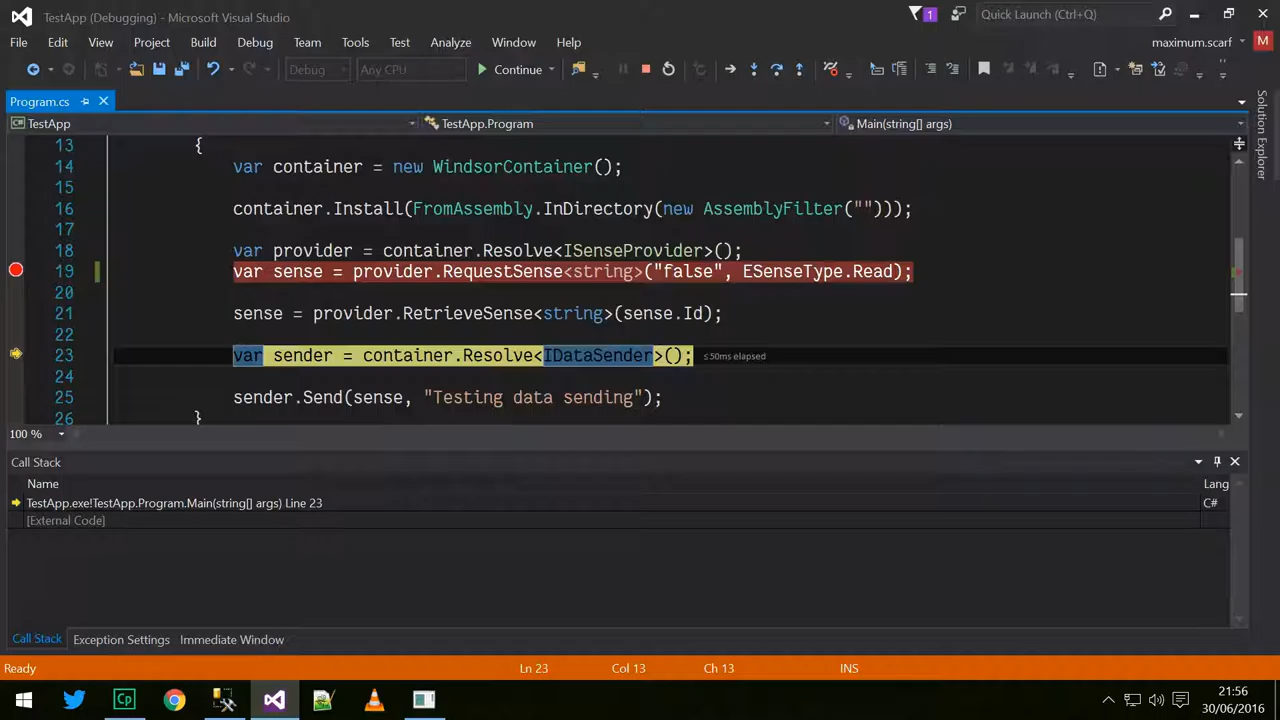 TestApp (Debugging) - Microsoft Visual Studio
1
Quick Launch (Ctrl+Q)
File Edit View Project Build Debug Team Tools Test Analyze Window Help
maximum.scarf M
Debug Any CPU Continue
Program.cs
TestApp TestApp.Program Main(string[] args)
Solution Explorer
13 {
14 var container = new WindsorContainer();
15
16 container.Install(FromAssembly.InDirectory(new AssemblyFilter("")));
17
18 var provider = container.Resolve<ISenseProvider>();
19 var sense = provider.RequestSense<string>("false", ESenseType.Read);
20
21 sense = provider.RetrieveSense<string>(sense.Id);
22
23 var sender = container.Resolve<IDataSender>(); ≤50ms elapsed
24
25 sender.Send(sense, "Testing data sending");
26 }
100 %
Call Stack
Name Lang
TestApp.exe!TestApp.Program.Main(string[] args) Line 23 C#
[External Code]
Call Stack Exception Settings Immediate Window
Ready Ln 23 Col 13 Ch 13 INS
Cp
21:56
30/06/2016